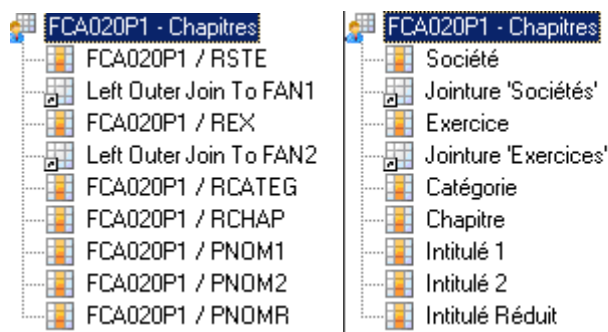 FCA020P1 - Chapitres
FCA020P1 / RSTE
Left Outer Join To FAN1
FCA020P1 / REX
Left Outer Join To FAN2
FCA020P1 / RCATEG
FCA020P1 / RCHAP
FCA020P1 / PNOM1
FCA020P1 / PNOM2
FCA020P1 / PNOMR
FCA020P1 - Chapitres
Société
Jointure 'Sociétés'
Exercice
Jointure 'Exercices'
Catégorie
Chapitre
Intitulé 1
Intitulé 2
Intitulé Réduit